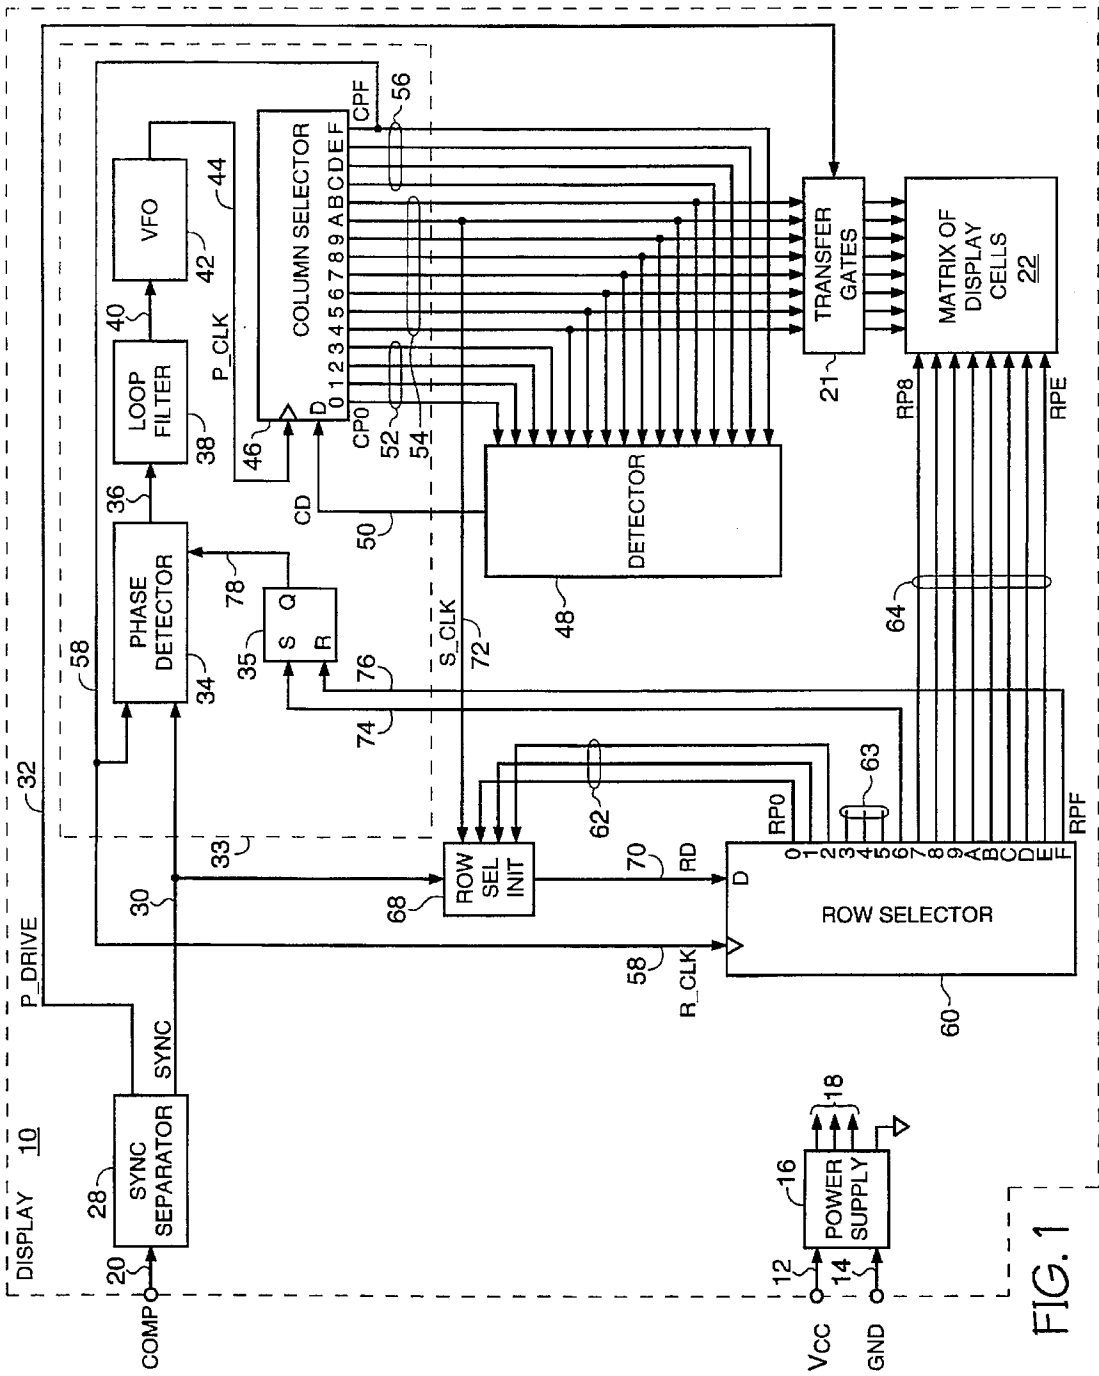 DISPLAY 10
COMP
20
28
SYNC SEPARATOR
SYNC
30
P_DRIVE
32
33
58
PHASE DETECTOR
34
36
LOOP FILTER
38
40
VFO
42
44
P_CLK
35
S
R
Q
78
74
76
COLUMN SELECTOR
46
D
CD
50
CP0
0 1 2 3 4 5 6 7 8 9 A B C D E F
CPF
52
54
56
DETECTOR
48
S_CLK
72
TRANSFER GATES
21
MATRIX OF DISPLAY CELLS
22
RP8
RPE
64
ROW SEL INIT
68
62
63
70
RD
58
R_CLK
D
ROW SELECTOR
60
RP0
0 1 2 3 4 5 6 7 8 9 A B C D E F
RPF
VCC
GND
12
14
16
POWER SUPPLY
18
FIG. 1